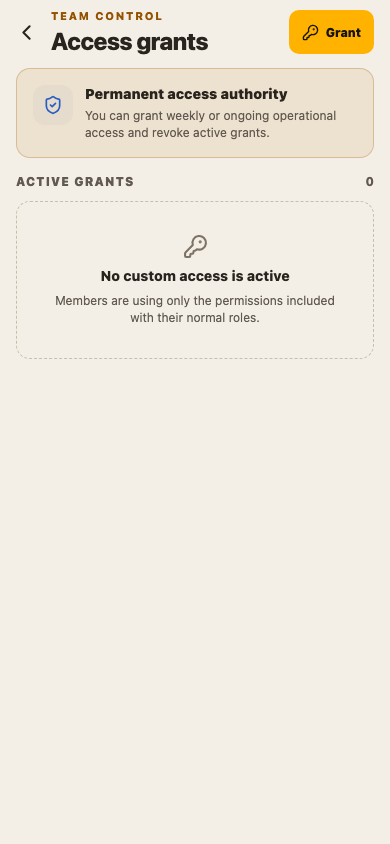 TEAM CONTROL
Access grants
Grant
Permanent access authority
You can grant weekly or ongoing operational
access and revoke active grants.
ACTIVE GRANTS 0
No custom access is active
Members are using only the permissions included
with their normal roles.